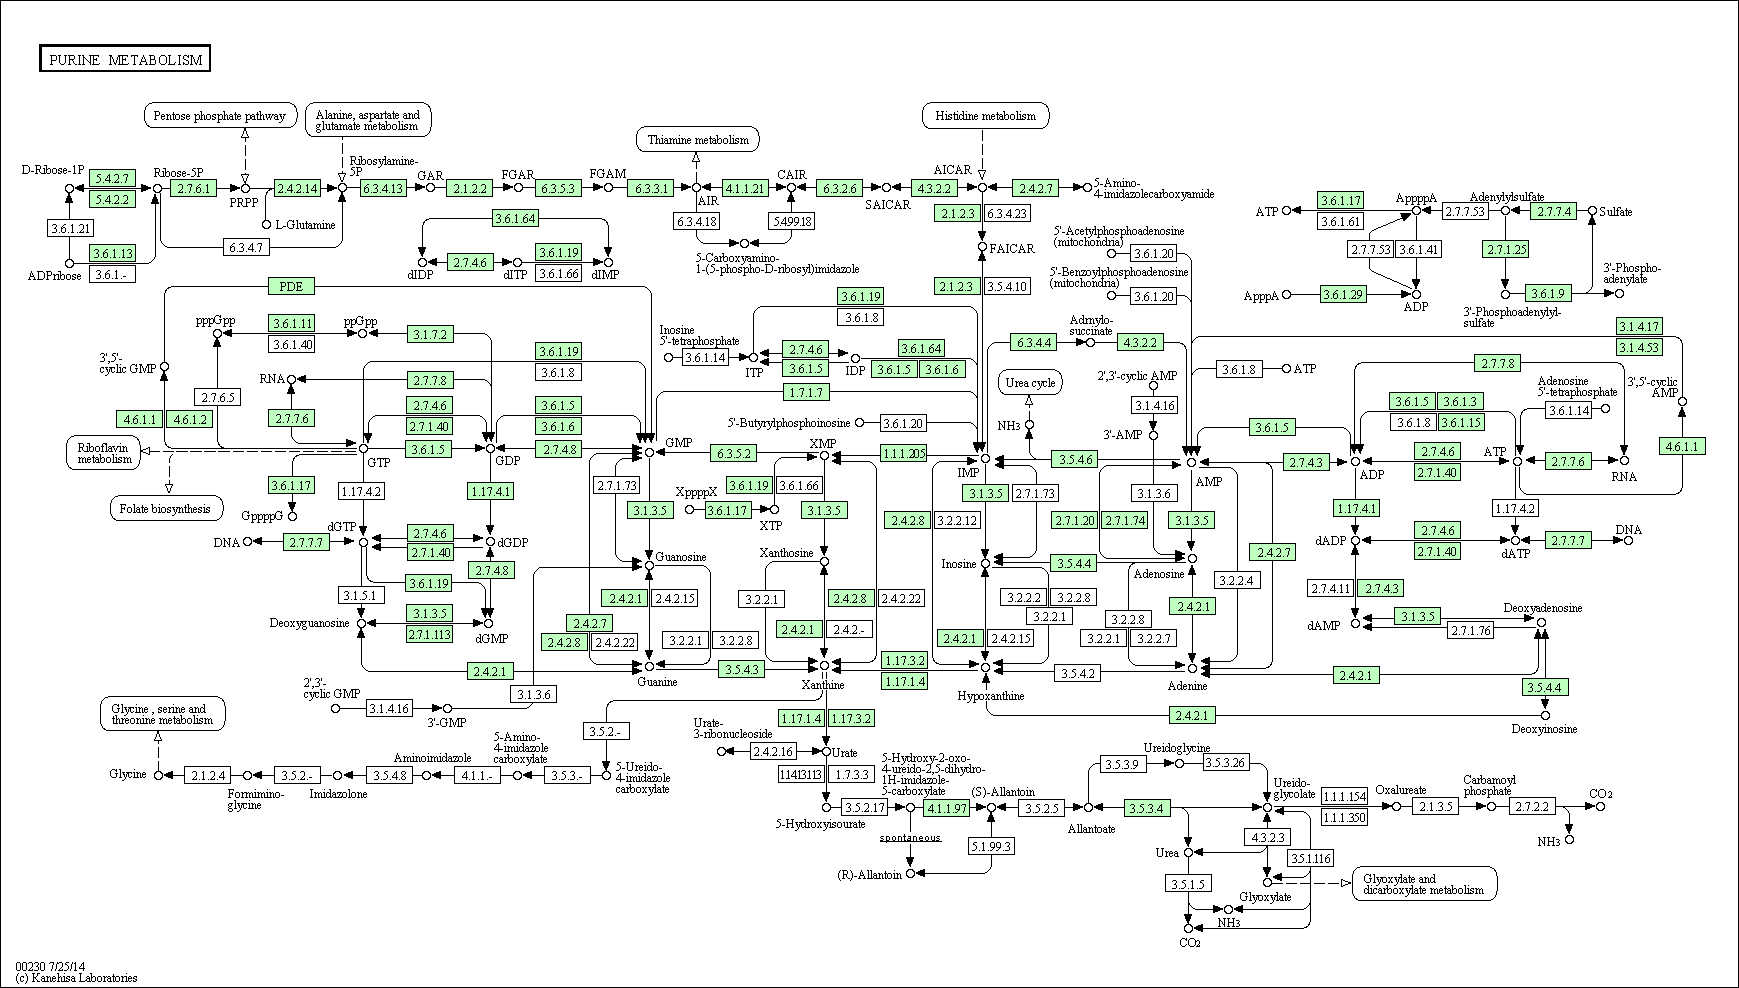 PURINE METABOLISM
Pentose phosphate pathway
Alanine, aspartate and
glutamate metabolism
Thiamine metabolism
Histidine metabolism
D-Ribose-1P
5.4.2.7
5.4.2.2
Ribose-5P
2.7.6.1
PRPP
2.4.2.14
Ribosylamine-
5P
6.3.4.13
GAR
2.1.2.2
FGAR
6.3.5.3
FGAM
6.3.3.1
AIR
4.1.1.21
CAIR
6.3.2.6
SAICAR
4.3.2.2
AICAR
2.4.2.7
5-Amino-
4-imidazolecarboxyamide
L-Glutamine
6.3.4.7
3.6.1.21
3.6.1.13
3.6.1.-
ADPribose
3.6.1.64
dIDP
2.7.4.6
dITP
3.6.1.19
3.6.1.66
dIMP
6.3.4.18
5.4.99.18
5-Carboxyamino-
1-(5-phospho-D-ribosyl)imidazole
2.1.2.3
6.3.4.23
FAICAR
2.1.2.3
3.5.4.10
5'-Acetylphosphoadenosine
(mitochondria)
3.6.1.20
5'-Benzoylphosphoadenosine
(mitochondria)
3.6.1.20
ATP
3.6.1.17
3.6.1.61
AppppA
2.7.7.53
Adenylylsulfate
2.7.7.4
Sulfate
2.7.7.53
3.6.1.41
2.7.1.25
ApppA
3.6.1.29
ADP
3.6.1.9
3'-Phospho-
adenylate
3'-Phosphoadenylyl-
sulfate
PDE
pppGpp
3.6.1.11
3.6.1.40
ppGpp
3.1.7.2
3',5'-
cyclic GMP
2.7.6.5
RNA
2.7.7.8
2.7.7.6
4.6.1.1
4.6.1.2
3.6.1.19
3.6.1.8
2.7.4.6
2.7.1.40
3.6.1.5
3.6.1.6
Inosine
5'-tetraphosphate
3.6.1.14
ITP
3.6.1.19
3.6.1.8
2.7.4.6
3.6.1.5
IDP
3.6.1.64
3.6.1.5
3.6.1.6
1.7.1.7
5'-Butyrylphosphoinosine
3.6.1.20
6.3.4.4
Adrnylo-
succinate
4.3.2.2
Urea cycle
NH3
2',3'-cyclic AMP
3.1.4.16
3'-AMP
3.6.1.8
ATP
3.1.4.17
3.1.4.53
2.7.7.8
3.6.1.5
3.6.1.3
3.6.1.8
3.6.1.15
Adenosine
5'-tetraphosphate
3.6.1.14
3',5'-cyclic
AMP
4.6.1.1
Riboflavin
metabolism
GTP
3.6.1.5
GDP
2.7.4.8
GMP
6.3.5.2
XMP
1.1.1.205
IMP
3.5.4.6
AMP
3.6.1.5
2.7.4.3
ADP
2.7.4.6
2.7.1.40
ATP
2.7.7.6
RNA
Folate biosynthesis
3.6.1.17
GppppG
1.17.4.2
1.17.4.1
2.7.1.73
3.1.3.5
XppppX
3.6.1.19
3.6.1.66
3.6.1.17
XTP
3.1.3.5
3.1.3.5
2.7.1.73
2.4.2.8
3.2.2.12
2.7.1.20
2.7.1.74
3.1.3.6
3.1.3.5
1.17.4.1
1.17.4.2
DNA
2.7.7.7
dGTP
2.7.4.6
2.7.1.40
dGDP
Guanosine
Xanthosine
Inosine
3.5.4.4
Adenosine
2.4.2.7
3.2.2.4
dADP
2.7.4.6
2.7.1.40
dATP
2.7.7.7
DNA
3.6.1.19
2.7.4.8
3.1.5.1
Deoxyguanosine
3.1.3.5
2.7.1.113
dGMP
2.4.2.1
2.4.2.15
2.4.2.7
2.4.2.8
2.4.2.22
3.2.2.1
3.2.2.8
3.2.2.1
2.4.2.8
2.4.2.22
2.4.2.1
2.4.2.-
3.2.2.2
3.2.2.8
3.2.2.1
2.4.2.1
2.4.2.15
3.2.2.8
3.2.2.1
3.2.2.7
2.4.2.1
2.7.4.11
2.7.4.3
dAMP
3.1.3.5
2.7.1.76
Deoxyadenosine
2.4.2.1
Guanine
3.5.4.3
Xanthine
1.17.3.2
1.17.1.4
Hypoxanthine
3.5.4.2
Adenine
2.4.2.1
3.5.4.4
2.4.2.1
Deoxyinosine
2',3'-
cyclic GMP
3.1.4.16
3'-GMP
3.1.3.6
Glycine , serine and
threonine metabolism
3.5.2.-
Urate-
3-ribonucleoside
1.17.1.4
1.17.3.2
2.4.2.16
Urate
Glycine
2.1.2.4
Formimino-
glycine
3.5.2.-
Imidazolone
3.5.4.8
Aminoimidazole
4.1.1.-
5-Amino-
4-imidazole
carboxylate
3.5.3.-
5-Ureido-
4-imidazole
carboxylate
1.14.13.113
1.7.3.3
5-Hydroxyisourate
3.5.2.17
5-Hydroxy-2-oxo-
4-ureido-2,5-dihydro-
1H-imidazole-
5-carboxylate
4.1.1.97
(S)-Allantoin
3.5.2.5
Allantoate
3.5.3.4
3.5.3.9
Ureidoglycine
3.5.3.26
Ureido-
glycolate
1.1.1.154
1.1.1.350
Oxalureate
2.1.3.5
Carbamoyl
phosphate
2.7.2.2
CO2
NH3
spontaneous
5.1.99.3
(R)-Allantoin
Urea
4.3.2.3
3.5.1.116
3.5.1.5
Glyoxylate
Glyoxylate and
dicarboxylate metabolism
NH3
CO2
00230 7/25/14
(c) Kanehisa Laboratories